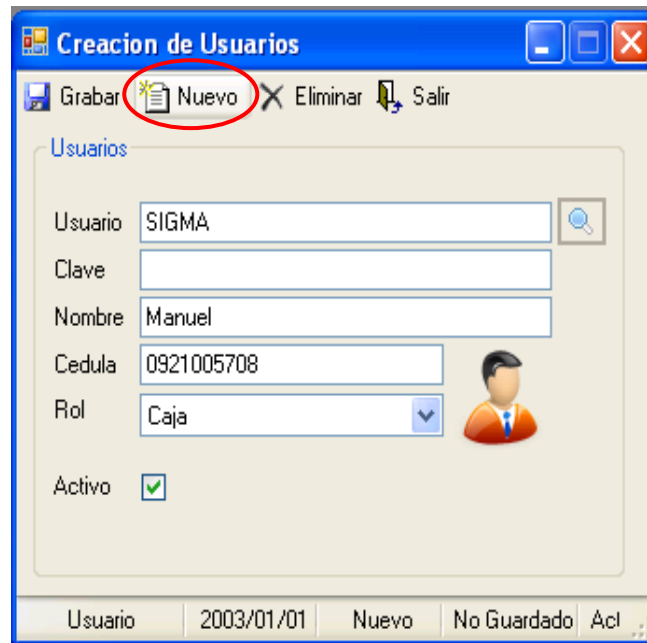 Creacion de Usuarios
Grabar Nuevo Eliminar Salir
Usuarios
Usuario SIGMA
Clave
Nombre Manuel
Cedula 0921005708
Rol Caja
Activo
Usuario 2003/01/01 Nuevo No Guardado